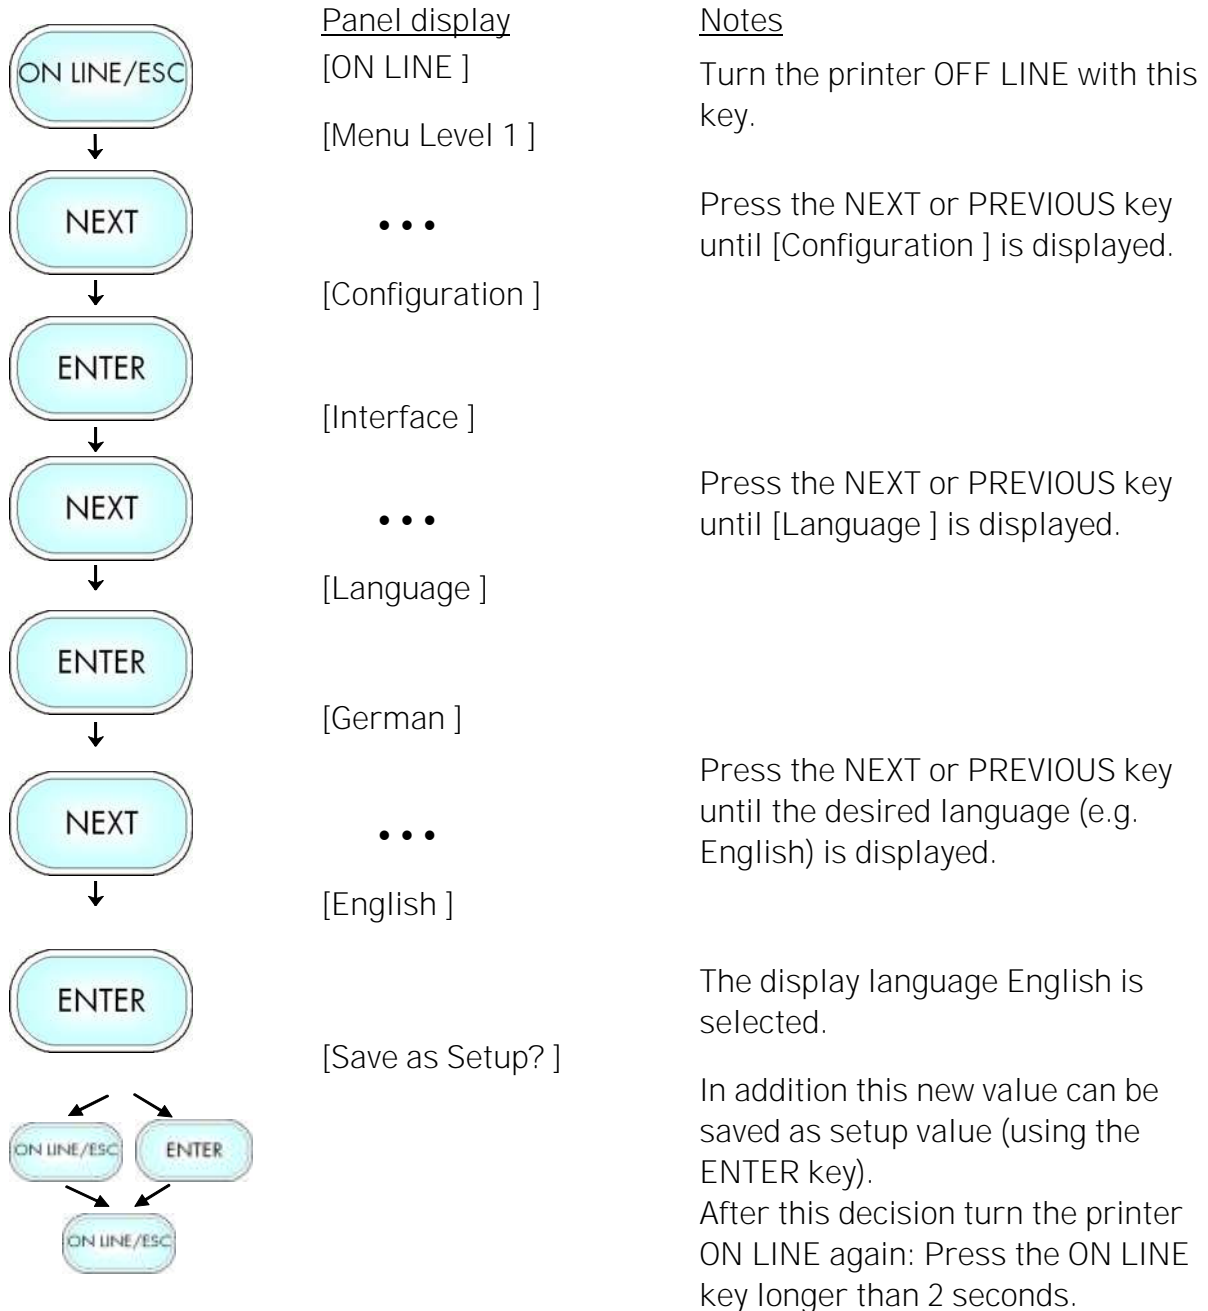 Panel display
Notes
ON LINE/ESC
[ON LINE ]
Turn the printer OFF LINE with this
key.
[Menu Level 1 ]
NEXT
• • •
Press the NEXT or PREVIOUS key
until [Configuration ] is displayed.
[Configuration ]
ENTER
[Interface ]
NEXT
• • •
Press the NEXT or PREVIOUS key
until [Language ] is displayed.
[Language ]
ENTER
[German ]
NEXT
• • •
Press the NEXT or PREVIOUS key
until the desired language (e.g.
English) is displayed.
[English ]
ENTER
The display language English is
selected.
[Save as Setup? ]
ON LINE/ESC
ENTER
ON LINE/ESC
In addition this new value can be
saved as setup value (using the
ENTER key).
After this decision turn the printer
ON LINE again: Press the ON LINE
key longer than 2 seconds.